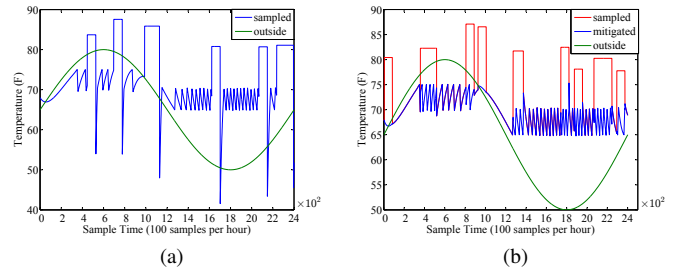 90
80
70
60
50
40
Temperature (F)
sampled
outside
0 2 4 6 8 10 12 14 16 18 20 22 24
×10²
Sample Time (100 samples per hour)
(a)
90
85
80
75
70
65
60
55
50
Temperature (F)
sampled
mitigated
outside
0 2 4 6 8 10 12 14 16 18 20 22 24
×10²
Sample Time (100 samples per hour)
(b)